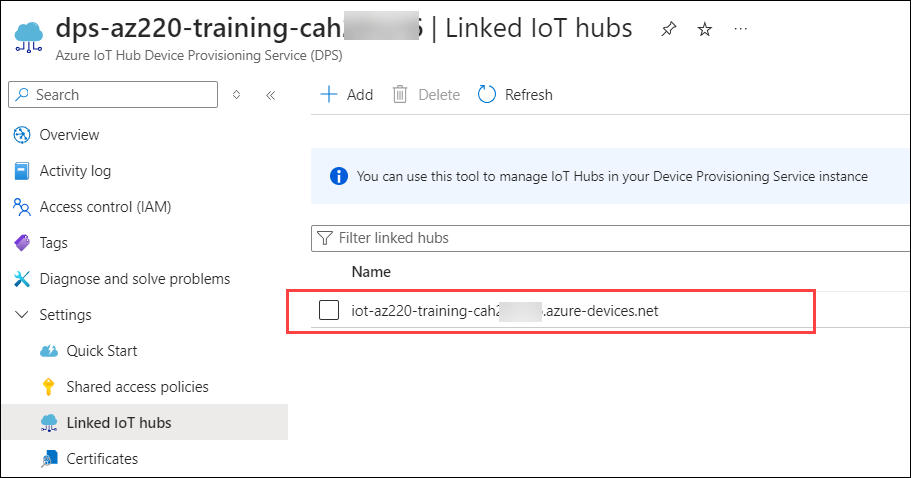 dps-az220-training-cah | Linked IoT hubs
Azure IoT Hub Device Provisioning Service (DPS)
Search
Add Delete Refresh
Overview
Activity log
Access control (IAM)
Tags
Diagnose and solve problems
Settings
Quick Start
Shared access policies
Linked IoT hubs
Certificates
You can use this tool to manage IoT Hubs in your Device Provisioning Service instance
Filter linked hubs
Name
iot-az220-training-cah .azure-devices.net